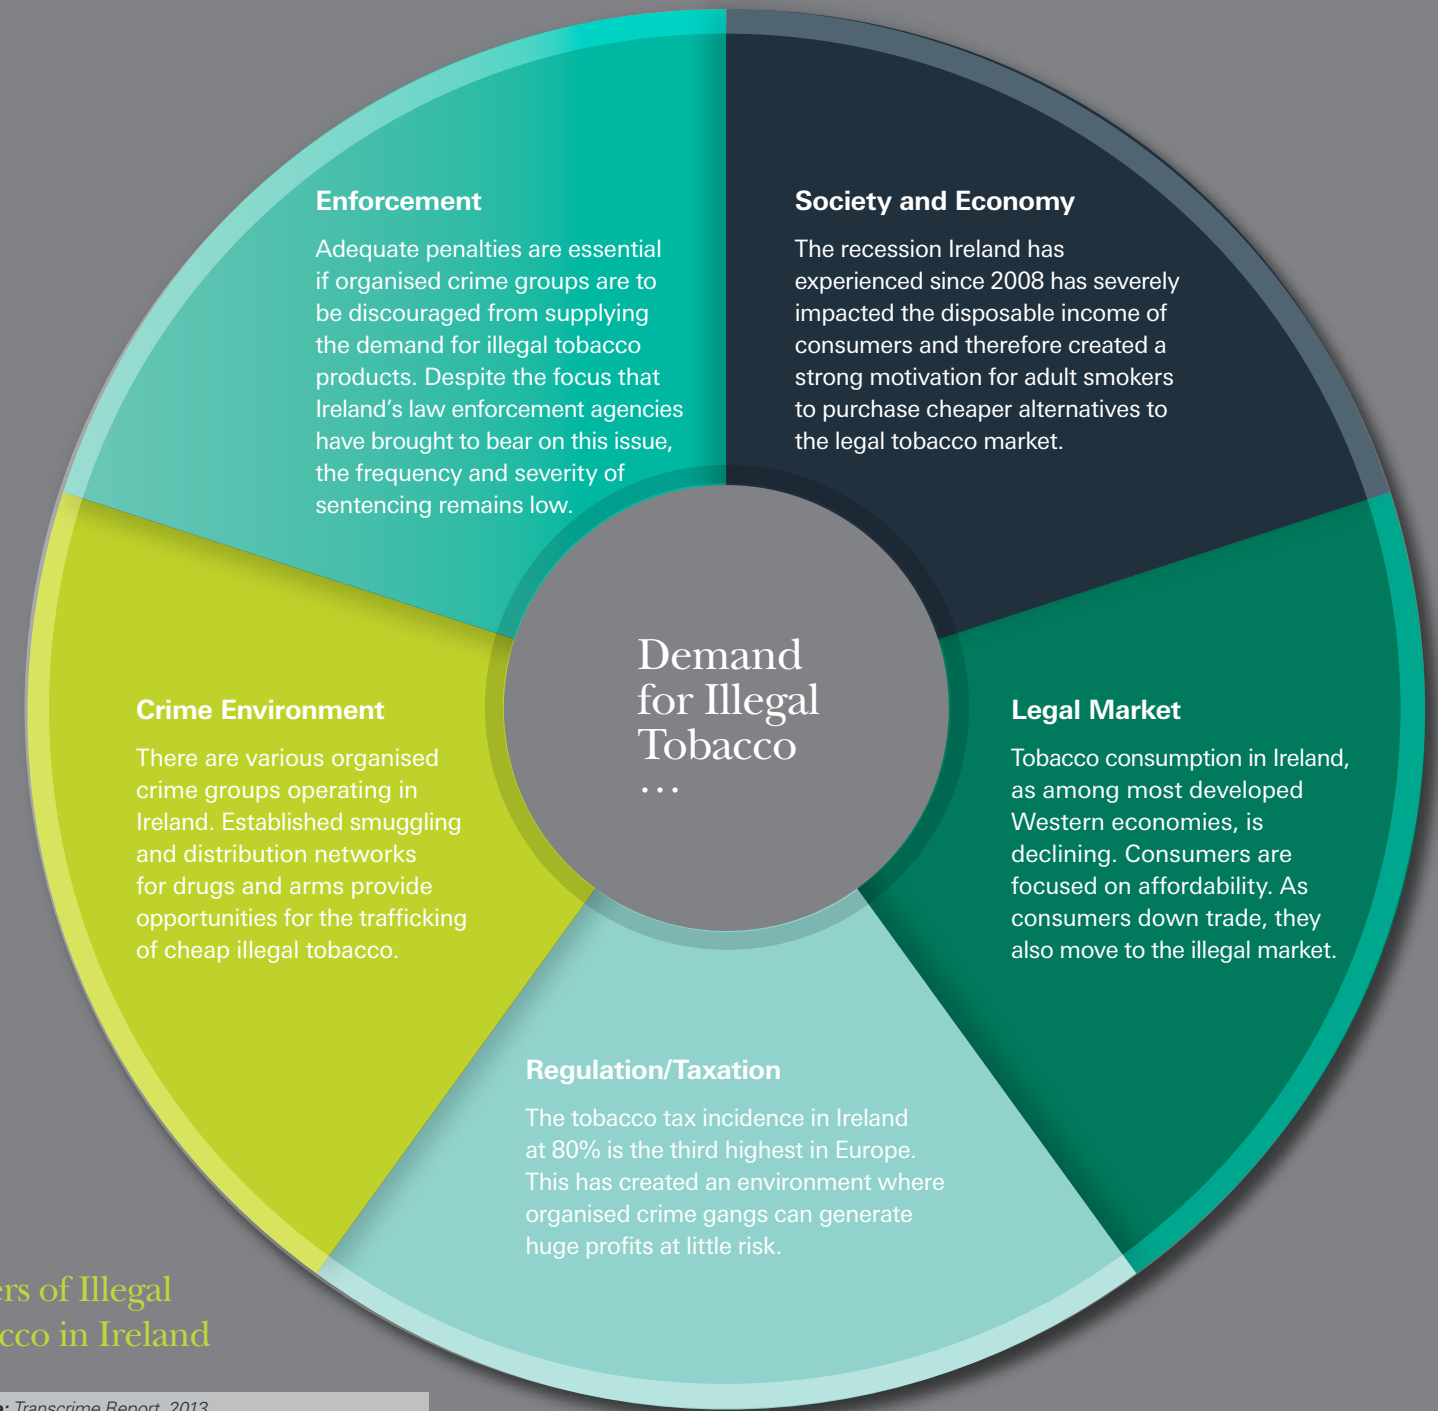 Enforcement
Adequate penalties are essential
if organised crime groups are to
be discouraged from supplying
the demand for illegal tobacco
products. Despite the focus that
Ireland’s law enforcement agencies
have brought to bear on this issue,
the frequency and severity of
sentencing remains low.
Society and Economy
The recession Ireland has
experienced since 2008 has severely
impacted the disposable income of
consumers and therefore created a
strong motivation for adult smokers
to purchase cheaper alternatives to
the legal tobacco market.
Demand
for Illegal
Tobacco
...
Crime Environment
There are various organised
crime groups operating in
Ireland. Established smuggling
and distribution networks
for drugs and arms provide
opportunities for the trafficking
of cheap illegal tobacco.
Legal Market
Tobacco consumption in Ireland,
as among most developed
Western economies, is
declining. Consumers are
focused on affordability. As
consumers down trade, they
also move to the illegal market.
Regulation/Taxation
The tobacco tax incidence in Ireland
at 80% is the third highest in Europe.
This has created an environment where
organised crime gangs can generate
huge profits at little risk.
of Illegal
in Ireland
Transcrime Report, 2013